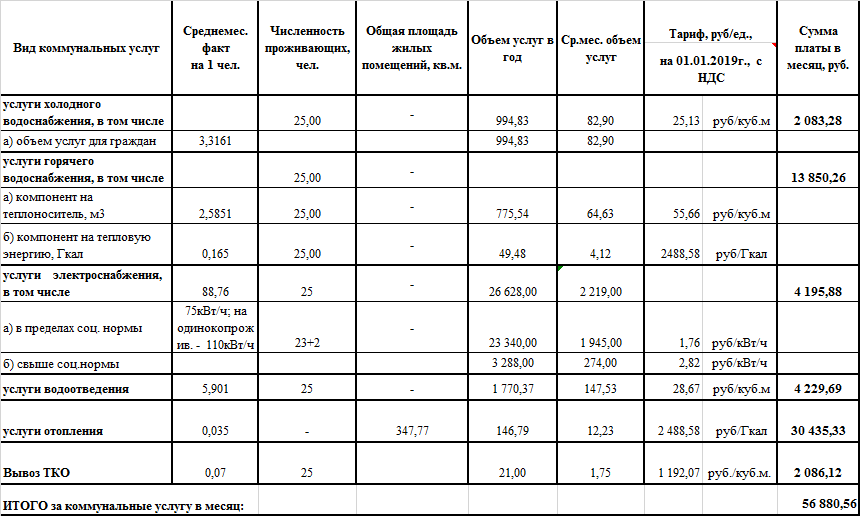 Вид коммунальных услуг
Среднемес.
факт
на 1 чел.
Численность
проживающих,
чел.
Общая площадь
жилых
помещений, кв.м.
Объем услуг в
год
Ср.мес. объем
услуг
Тариф, руб/ед.,
на 01.01.2019г., с
НДС
Сумма
платы в
месяц, руб.
услуги холодного
водоснабжения, в том числе 25,00 - 994,83 82,90 25,13 руб/куб.м 2 083,28
а) объем услуг для граждан 3,3161 994,83 82,90
услуги горячего
водоснабжения, в том числе 25,00 - 13 850,26
а) компонент на
теплоноситель, м3 2,5851 25,00 - 775,54 64,63 55,66 руб/куб.м
б) компонент на тепловую
энергию, Гкал 0,165 25,00 - 49,48 4,12 2488,58 руб/Гкал
услуги электроснабжения,
в том числе 88,76 25 - 26 628,00 2 219,00 4 195,88
а) в пределах соц. нормы
75кВт/ч; на
одинокопрож
ив. - 110кВт/ч
23+2 - 23 340,00 1 945,00 1,76 руб/кВт/ч
б) свыше соц.нормы 3 288,00 274,00 2,82 руб/кВт/ч
услуги водоотведения 5,901 25 - 1 770,37 147,53 28,67 руб/куб.м 4 229,69
услуги отопления 0,035 - 347,77 146,79 12,23 2 488,58 руб/Гкал 30 435,33
Вывоз ТКО 0,07 25 21,00 1,75 1 192,07 руб./куб.м. 2 086,12
ИТОГО за коммунальные услугу в месяц: 56 880,56